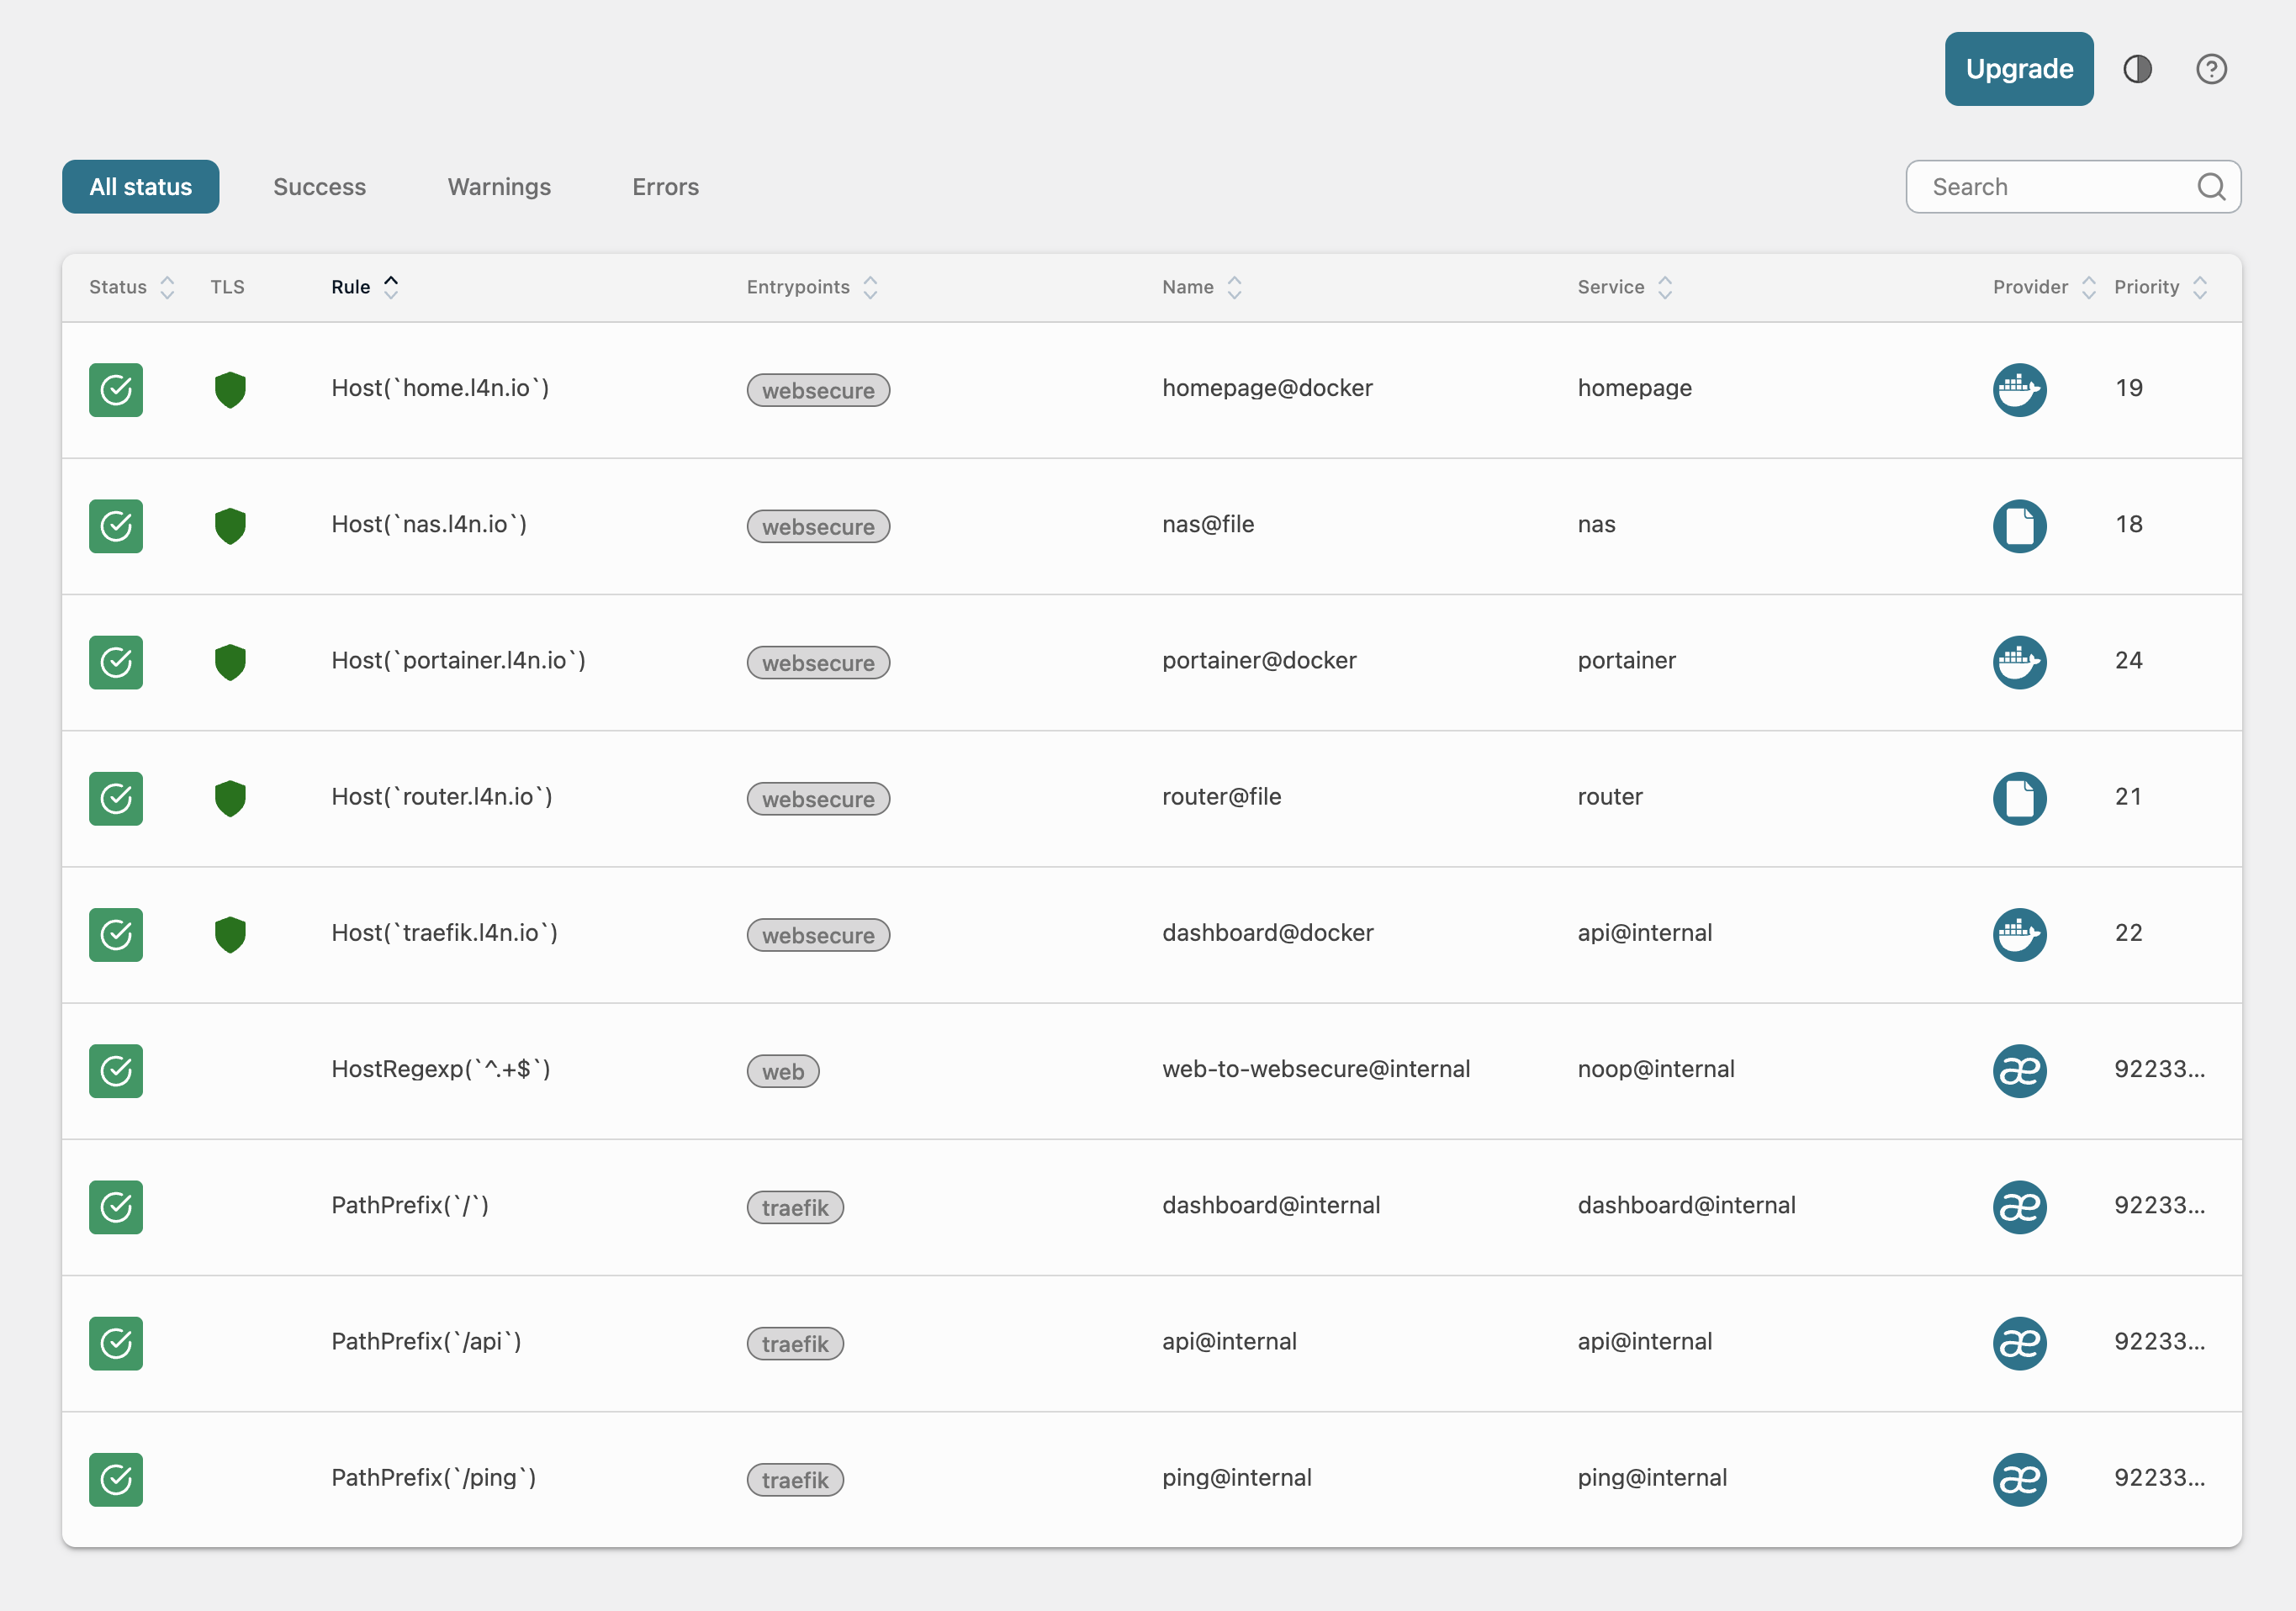 Upgrade
All status Success Warnings Errors Search
Status TLS Rule Entrypoints Name Service Provider Priority
Host(`home.l4n.io`) websecure homepage@docker homepage 19
Host(`nas.l4n.io`) websecure nas@file nas 18
Host(`portainer.l4n.io`) websecure portainer@docker portainer 24
Host(`router.l4n.io`) websecure router@file router 21
Host(`traefik.l4n.io`) websecure dashboard@docker api@internal 22
HostRegexp(`^.+$`) web web-to-websecure@internal noop@internal 92233...
PathPrefix(`/`) traefik dashboard@internal dashboard@internal 92233...
PathPrefix(`/api`) traefik api@internal api@internal 92233...
PathPrefix(`/ping`) traefik ping@internal ping@internal 92233...